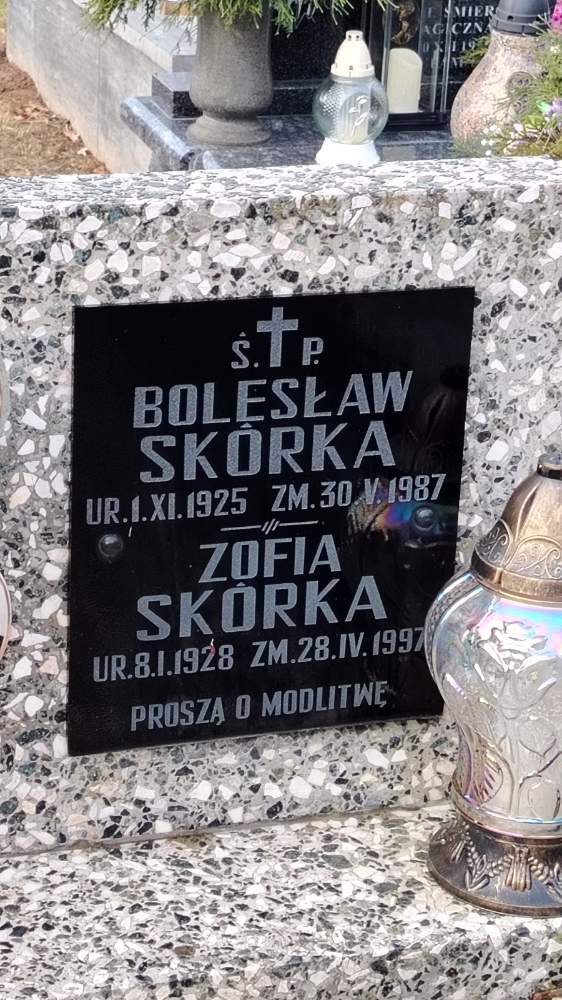 Ś. P.
BOLESŁAW
SKÓRKA
UR.1.XI.1925 ZM.30.V.1987
ZOFIA
SKÓRKA
UR.8.I.1928 ZM.28.IV.1997
PROSZĄ O MODLITWĘ